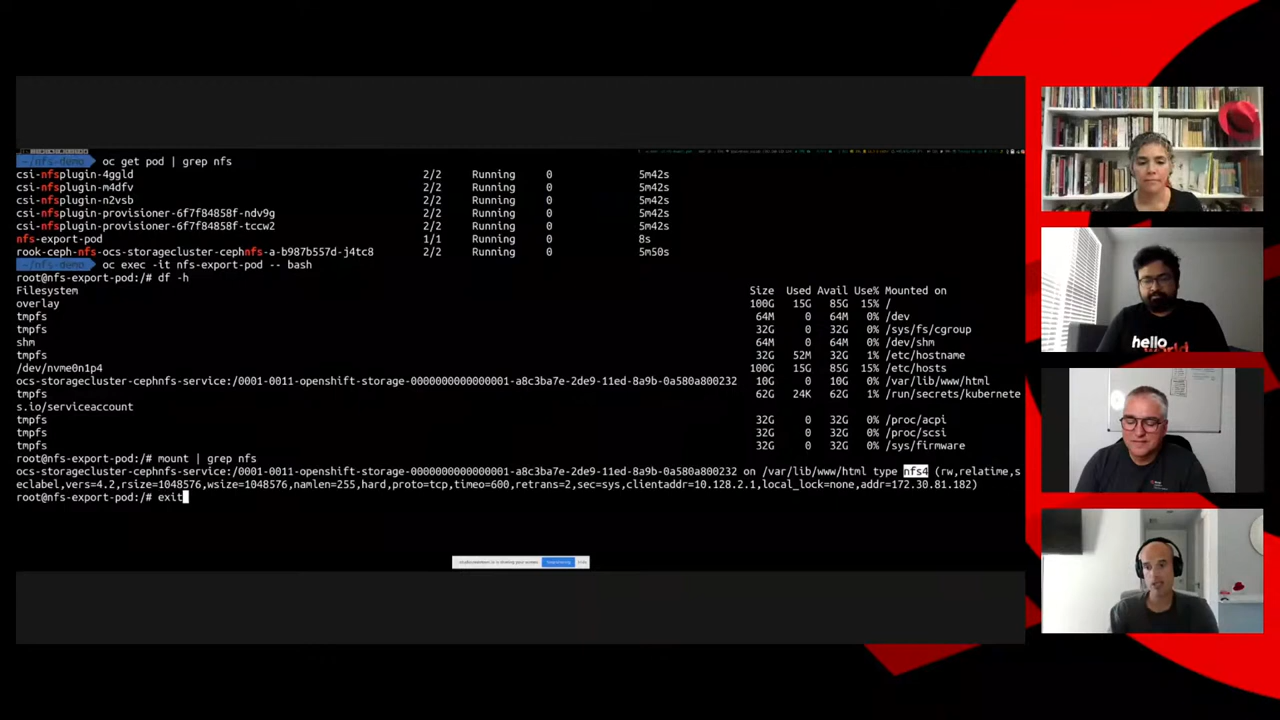 ~/nfs-demo oc get pod | grep nfs
csi-nfsplugin-4ggld 2/2 Running 0 5m42s
csi-nfsplugin-m4dfv 2/2 Running 0 5m42s
csi-nfsplugin-n2vsb 2/2 Running 0 5m42s
csi-nfsplugin-provisioner-6f7f84858f-ndv9g 2/2 Running 0 5m42s
csi-nfsplugin-provisioner-6f7f84858f-tccw2 2/2 Running 0 5m42s
nfs-export-pod 1/1 Running 0 8s
rook-ceph-nfs-ocs-storagecluster-cephnfs-a-b987b557d-j4tc8 2/2 Running 0 5m50s
~/nfs-demo oc exec -it nfs-export-pod -- bash
root@nfs-export-pod:/# df -h
Filesystem Size Used Avail Use% Mounted on
overlay 100G 15G 85G 15% /
tmpfs 64M 0 64M 0% /dev
tmpfs 32G 0 32G 0% /sys/fs/cgroup
shm 64M 0 64M 0% /dev/shm
tmpfs 32G 52M 32G 1% /etc/hostname
/dev/nvme0n1p4 100G 15G 85G 15% /etc/hosts
ocs-storagecluster-cephnfs-service:/0001-0011-openshift-storage-0000000000000001-a8c3ba7e-2de9-11ed-8a9b-0a580a800232 10G 0 10G 0% /var/lib/www/html
tmpfs 62G 24K 62G 1% /run/secrets/kubernete
s.io/serviceaccount
tmpfs 32G 0 32G 0% /proc/acpi
tmpfs 32G 0 32G 0% /proc/scsi
tmpfs 32G 0 32G 0% /sys/firmware
root@nfs-export-pod:/# mount | grep nfs
ocs-storagecluster-cephnfs-service:/0001-0011-openshift-storage-0000000000000001-a8c3ba7e-2de9-11ed-8a9b-0a580a800232 on /var/lib/www/html type nfs4 (rw,relatime,s
eclabel,vers=4.2,rsize=1048576,wsize=1048576,namlen=255,hard,proto=tcp,timeo=600,retrans=2,sec=sys,clientaddr=10.128.2.1,local_lock=none,addr=172.30.81.182)
root@nfs-export-pod:/# exit
is sharing your screen.
hello
world